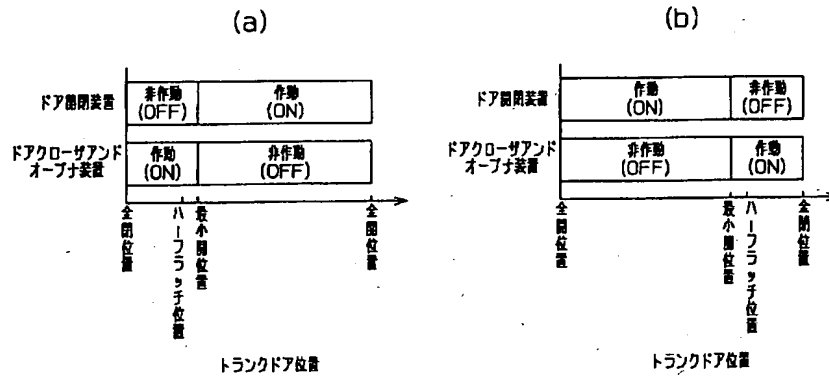 (a)
ドア開閉装置
非作動
(OFF)
作動
(ON)
ドアクローザアンド
オープナ装置
作動
(ON)
非作動
(OFF)
全閉位置
ハーフラッチ位置
最小開位置
全開位置
トランクドア位置
(b)
ドア開閉装置
作動
(ON)
非作動
(OFF)
ドアクローザアンド
オープナ装置
非作動
(OFF)
作動
(ON)
全開位置
最小開位置
ハーフラッチ位置
全閉位置
トランクドア位置